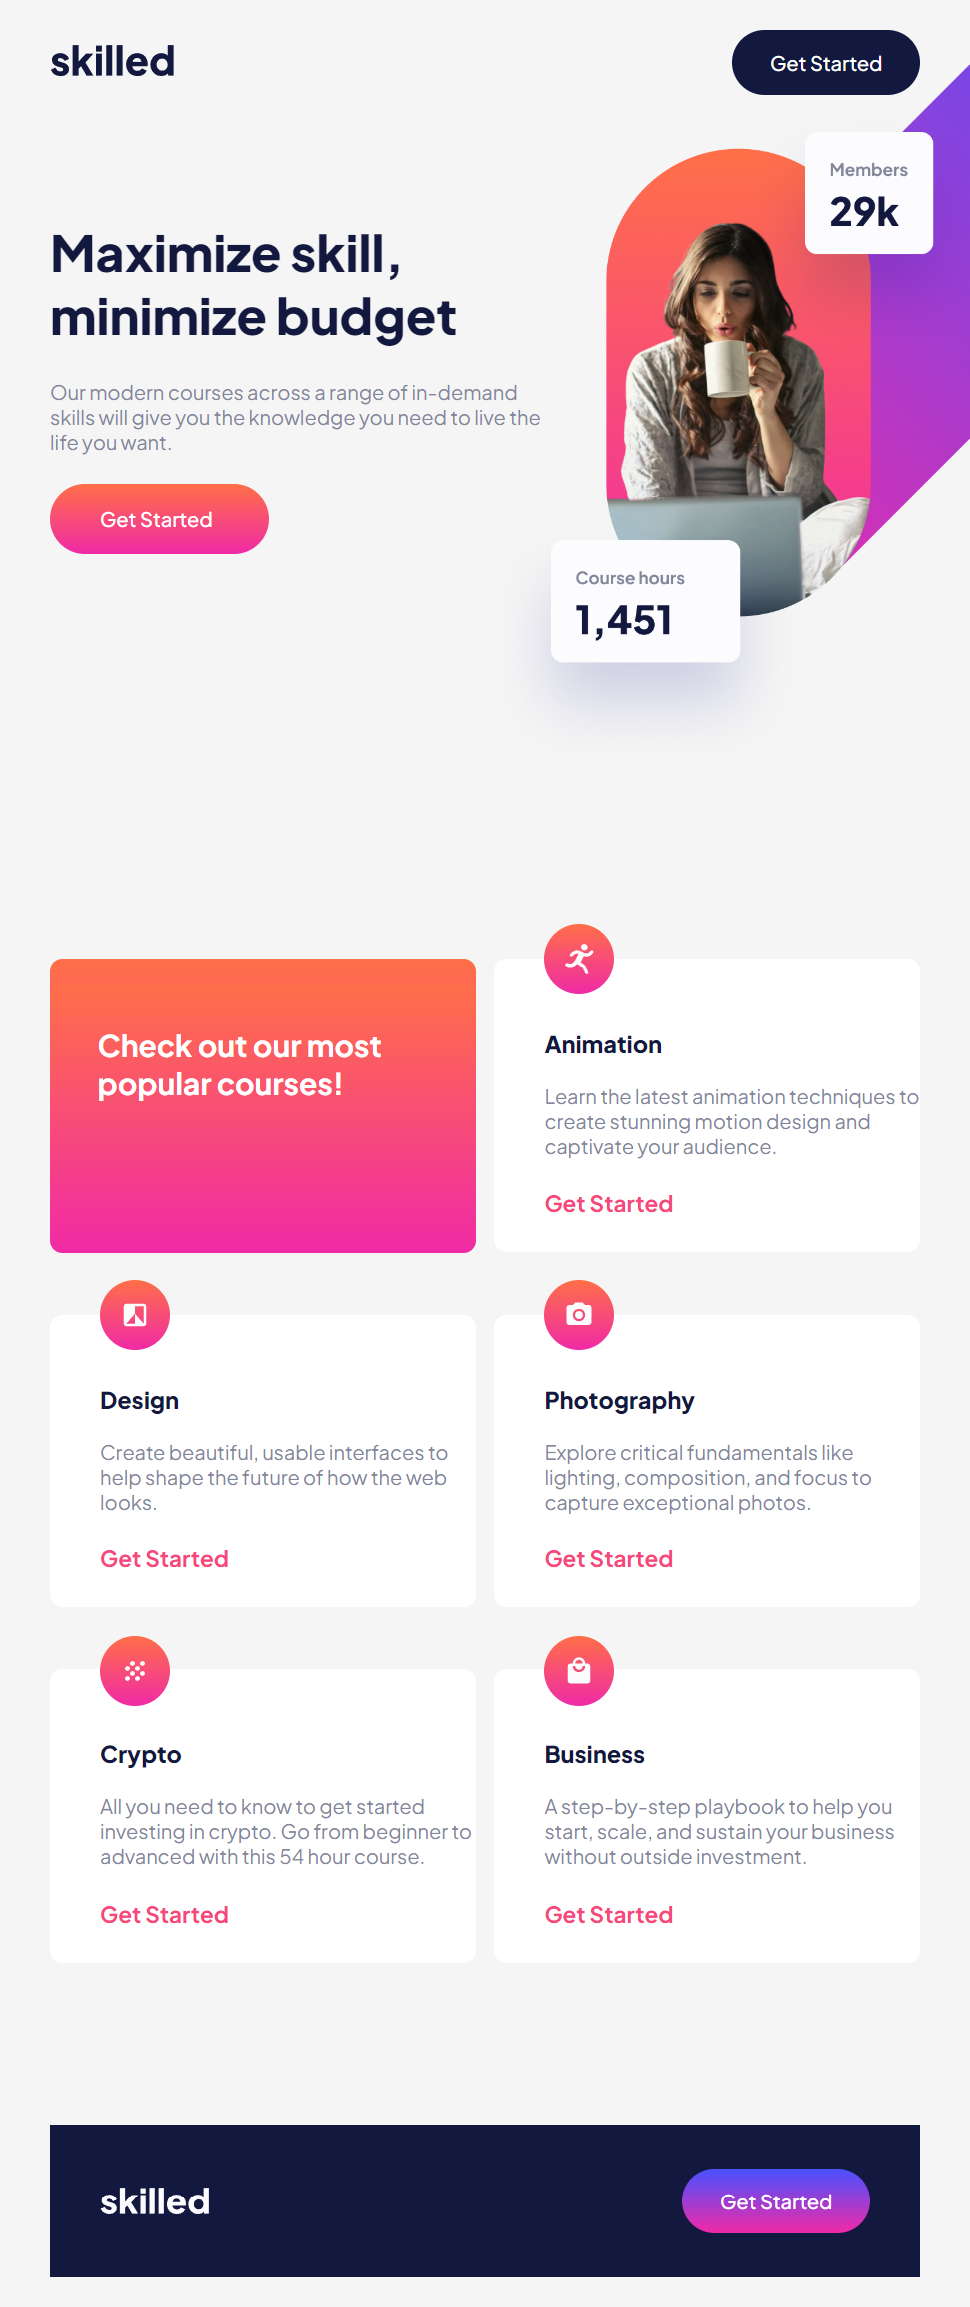 skilled
Get Started
Members
29k
Maximize skill,
minimize budget
Our modern courses across a range of in-demand
skills will give you the knowledge you need to live the
life you want.
Get Started
Course hours
1,451
Check out our most
popular courses!
Animation
Learn the latest animation techniques to
create stunning motion design and
captivate your audience.
Get Started
Design
Create beautiful, usable interfaces to
help shape the future of how the web
looks.
Get Started
Photography
Explore critical fundamentals like
lighting, composition, and focus to
capture exceptional photos.
Get Started
Crypto
All you need to know to get started
investing in crypto. Go from beginner to
advanced with this 54 hour course.
Get Started
Business
A step-by-step playbook to help you
start, scale, and sustain your business
without outside investment.
Get Started
skilled
Get Started